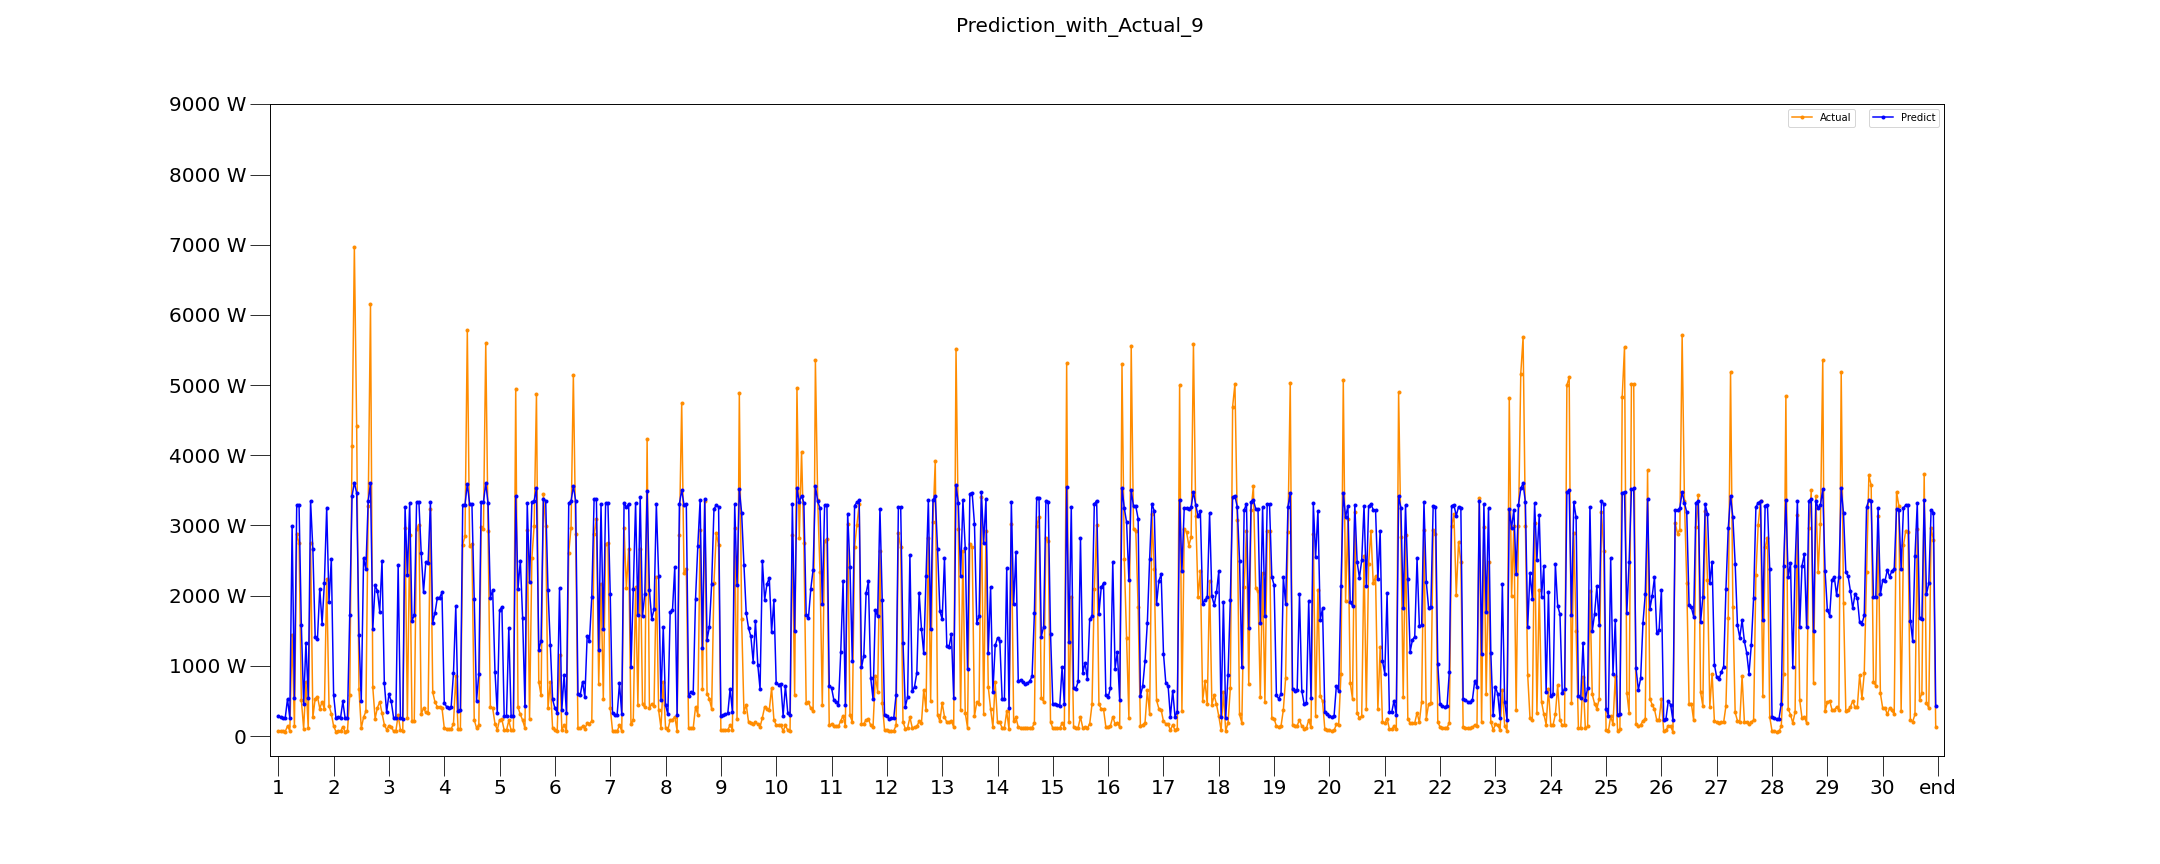 Prediction_with_Actual_9
9000 W
8000 W
7000 W
6000 W
5000 W
4000 W
3000 W
2000 W
1000 W
0
Actual Predict
1 2 3 4 5 6 7 8 9 10 11 12 13 14 15 16 17 18 19 20 21 22 23 24 25 26 27 28 29 30 end